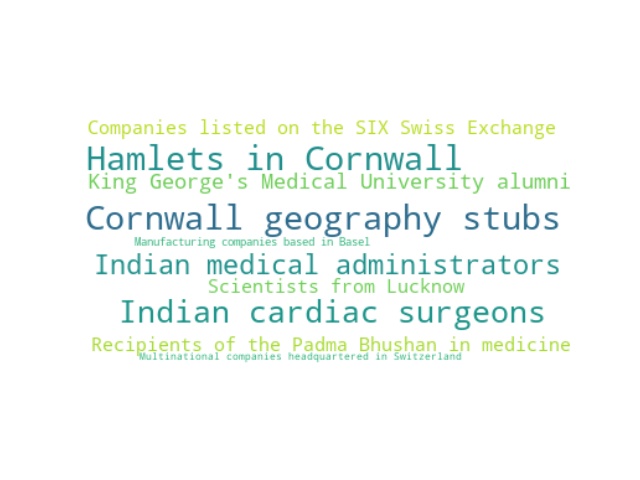 Companies listed on the SIX Swiss Exchange
Hamlets in Cornwall
King George's Medical University alumni
Cornwall geography stubs
Manufacturing companies based in Basel
Indian medical administrators
Scientists from Lucknow
Indian cardiac surgeons
Recipients of the Padma Bhushan in medicine
Multinational companies headquartered in Switzerland